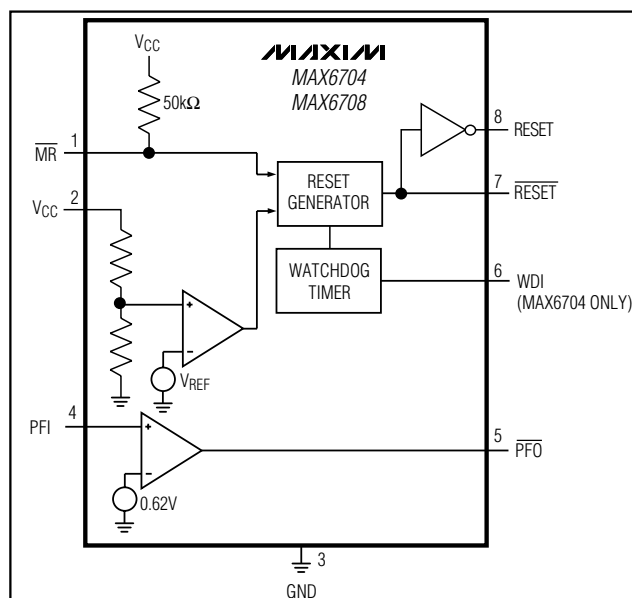 VCC
MAXIM
MAX6704
MAX6708
50kΩ
8
RESET
MR
1
RESET
GENERATOR
7
RESET
VCC
2
WATCHDOG
TIMER
6
WDI
(MAX6704 ONLY)
+
−
VREF
PFI
4
+
−
0.62V
5
PFO
3
GND